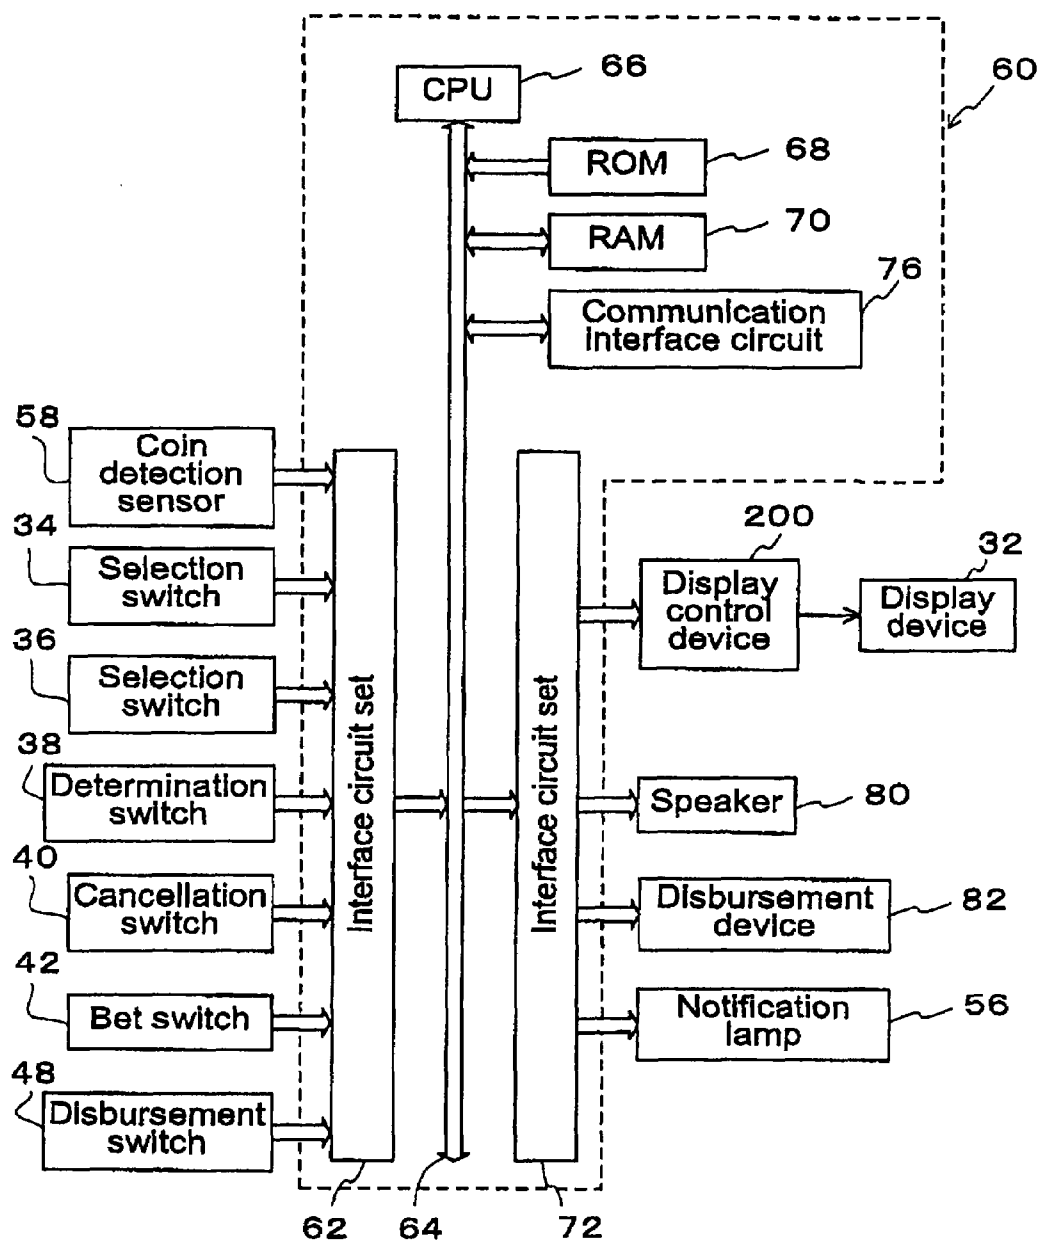 CPU
66
60
ROM
68
RAM
70
76
Communication
interface circuit
58
Coin
detection
sensor
34
Selection
switch
36
Selection
switch
38
Determination
switch
40
Cancellation
switch
42
Bet switch
48
Disbursement
switch
Interface circuit set
Interface circuit set
200
Display
control
device
32
Display
device
Speaker
80
Disbursement
device
82
Notification
lamp
56
62
64
72